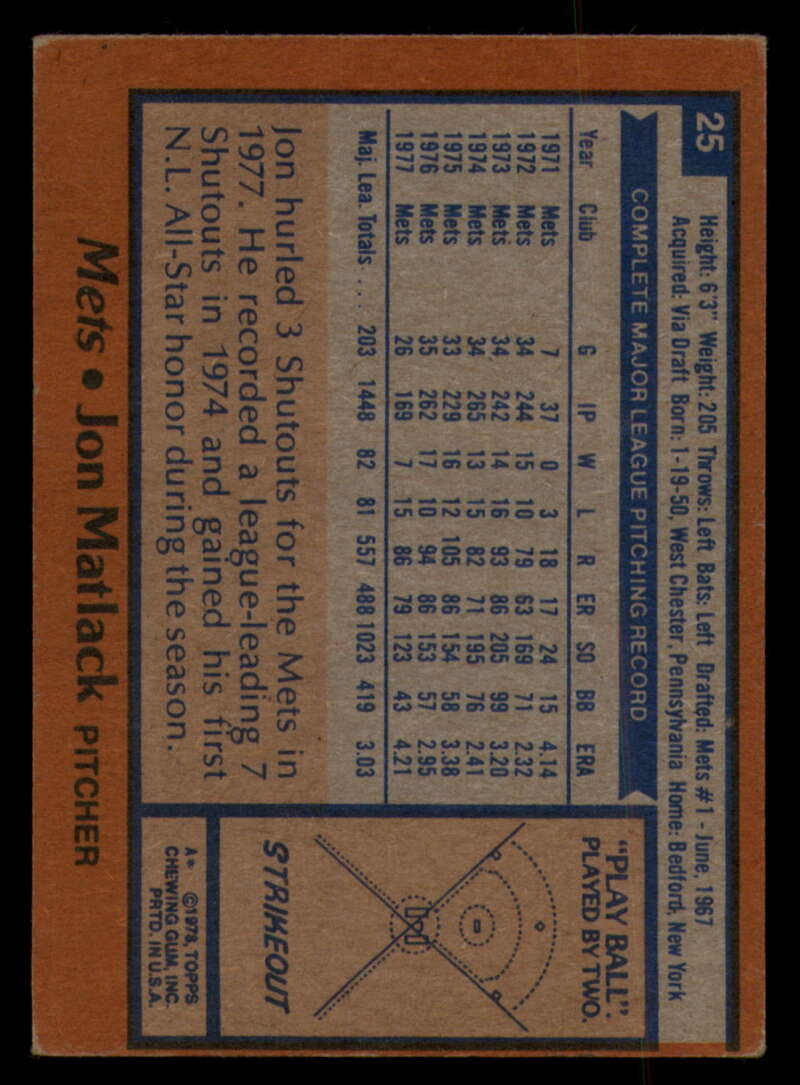 25
Height: 6'3" Weight: 205 Throws: Left Bats: Left Drafted: Mets #1 - June, 1967
Acquired: Via Draft Born: 1-19-50, West Chester, Pennsylvania Home: Bedford, New York
COMPLETE MAJOR LEAGUE PITCHING RECORD
Year Club G IP W L R ER SO BB ERA
1971 Mets 7 37 0 3 18 17 24 15 4.14
1972 Mets 34 244 15 10 79 63 169 71 2.32
1973 Mets 34 242 14 16 93 86 205 99 3.20
1974 Mets 34 265 13 15 82 71 195 76 2.41
1975 Mets 33 229 16 12 105 86 154 58 3.38
1976 Mets 35 262 17 10 94 86 153 57 2.95
1977 Mets 26 169 7 15 86 79 123 43 4.21
Maj. Lea. Totals ... 203 1448 82 81 557 488 1023 419 3.03
Jon hurled 3 Shutouts for the Mets in
1977. He recorded a league-leading 7
Shutouts in 1974 and gained his first
N.L. All-Star honor during the season.
"PLAY BALL":
PLAYED BY TWO.
STRIKEOUT
A* ©1978, TOPPS
CHEWING GUM, INC.
PRTD. IN U.S.A.
Mets • Jon Matlack PITCHER